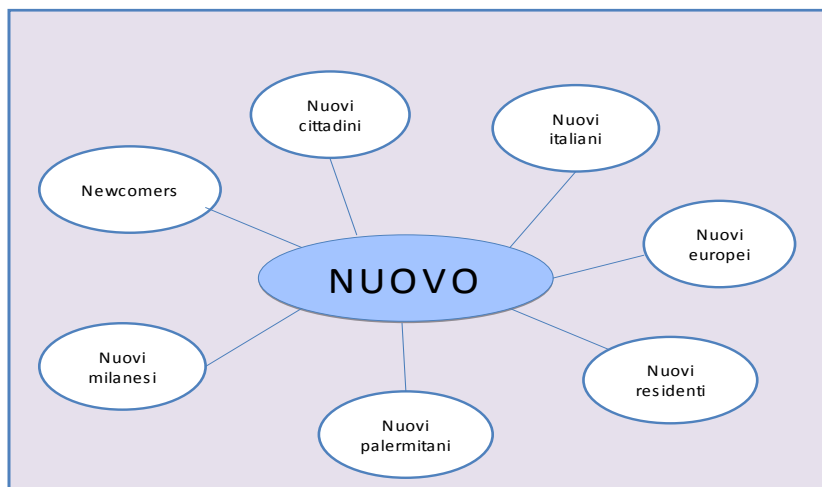 Nuovi
cittadini
Nuovi
italiani
Newcomers
Nuovi
europei
NUOVO
Nuovi
milanesi
Nuovi
residenti
Nuovi
palermitani